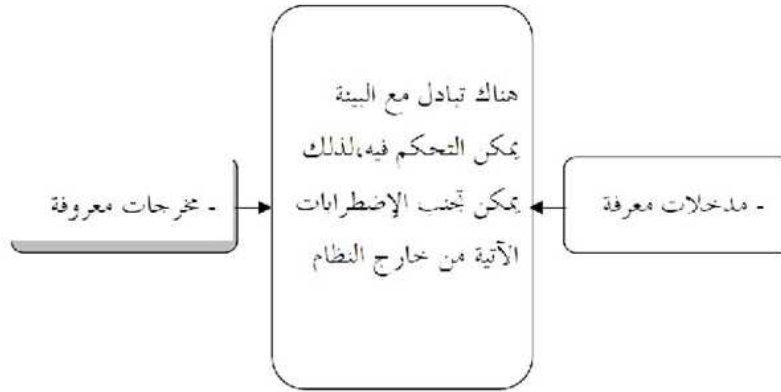 هناك تبادل مع البيئة
يمكن التحكم فيه،لذلك
يمكن تجنب الإضطرابات
الآتية من خارج النظام
- مدخلات معرفة
- مخرجات معروفة